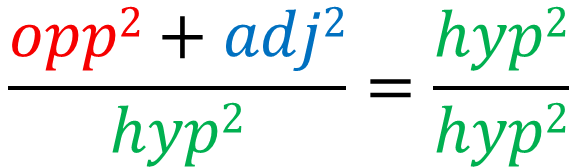 opp² + adj² / hyp² = hyp² / hyp²